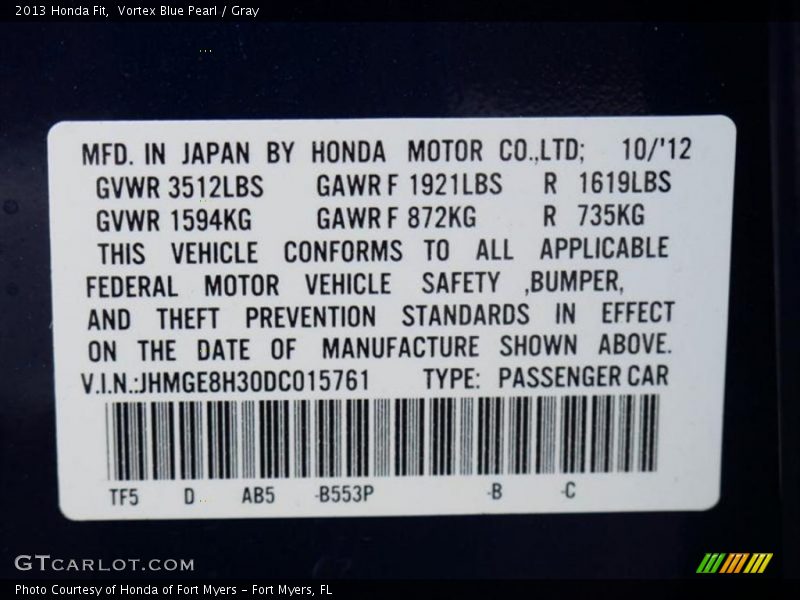 2013 Honda Fit, Vortex Blue Pearl / Gray
MFD. IN JAPAN BY HONDA MOTOR CO.,LTD; 10/'12
GVWR 3512LBS GAWR F 1921LBS R 1619LBS
GVWR 1594KG GAWR F 872KG R 735KG
THIS VEHICLE CONFORMS TO ALL APPLICABLE
FEDERAL MOTOR VEHICLE SAFETY ,BUMPER,
AND THEFT PREVENTION STANDARDS IN EFFECT
ON THE DATE OF MANUFACTURE SHOWN ABOVE.
V.I.N.:JHMGE8H30DC015761 TYPE: PASSENGER CAR
TF5 D AB5 -B553P -B -C
GTCARLOT.COM
Photo Courtesy of Honda of Fort Myers - Fort Myers, FL